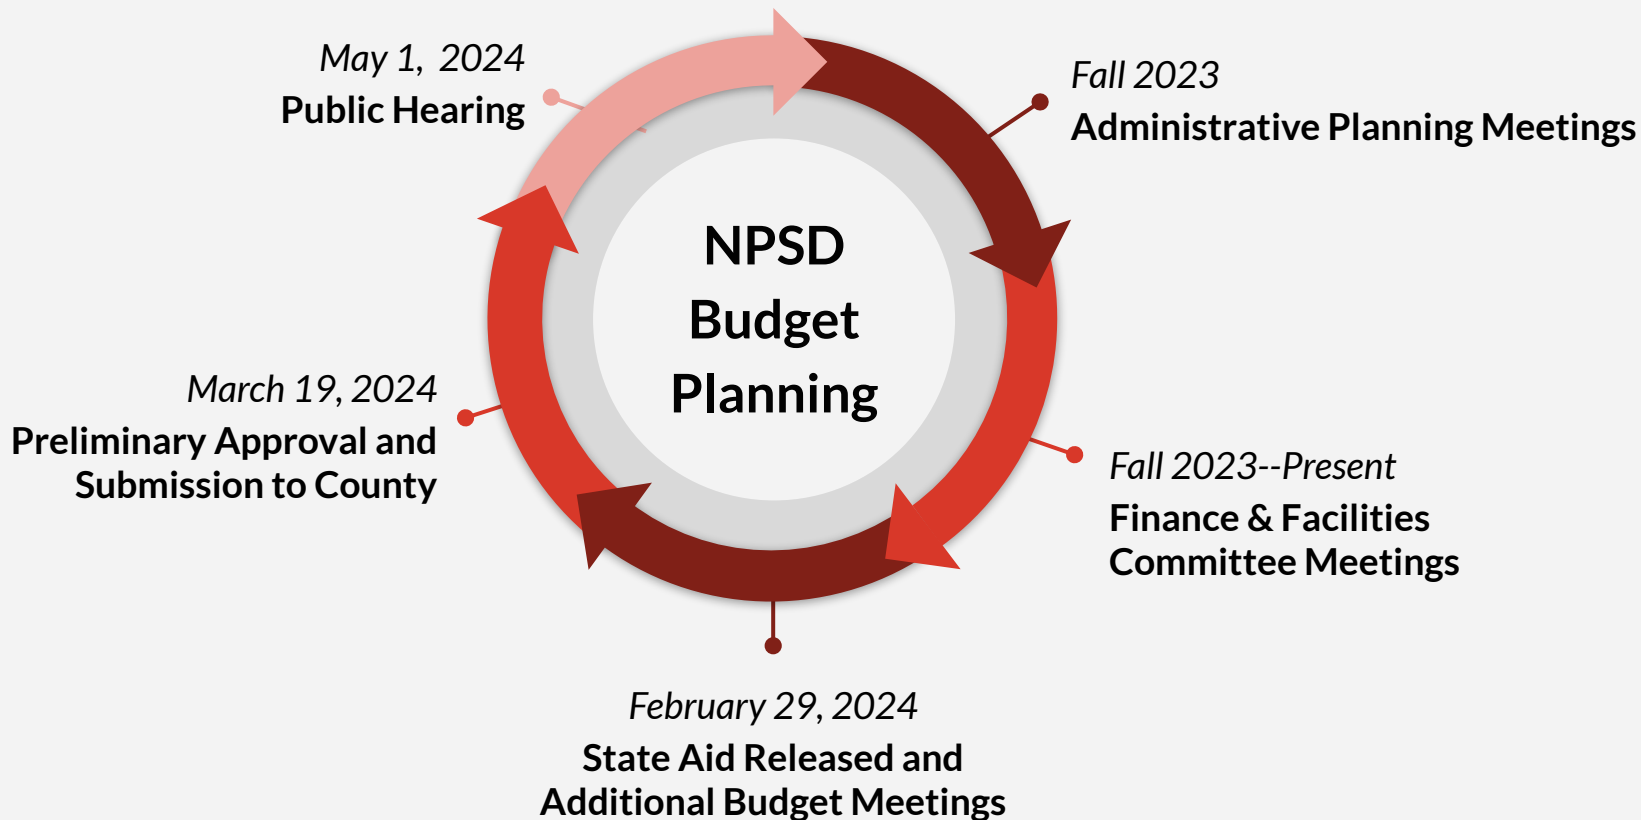 NPSD
Budget
Planning
Fall 2023
Administrative Planning Meetings
Fall 2023--Present
Finance & Facilities
Committee Meetings
February 29, 2024
State Aid Released and
Additional Budget Meetings
March 19, 2024
Preliminary Approval and
Submission to County
May 1, 2024
Public Hearing